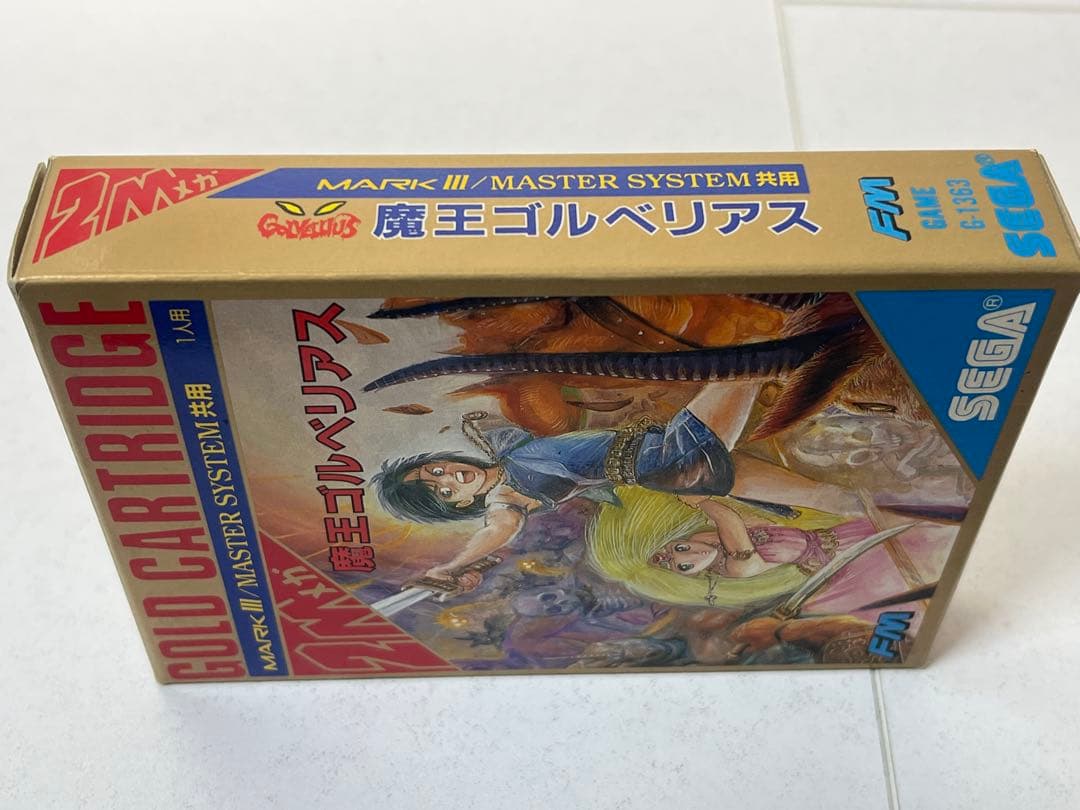 2Mメガ
MARK III/MASTER SYSTEM 共用
魔王ゴルベリアス
FM
GAME
G-1363
SEGA®
GOLD CARTRIDGE
MARK III/MASTER SYSTEM 共用
1人用
2Mメガ
魔王ゴルベリアス
SEGA®
FM